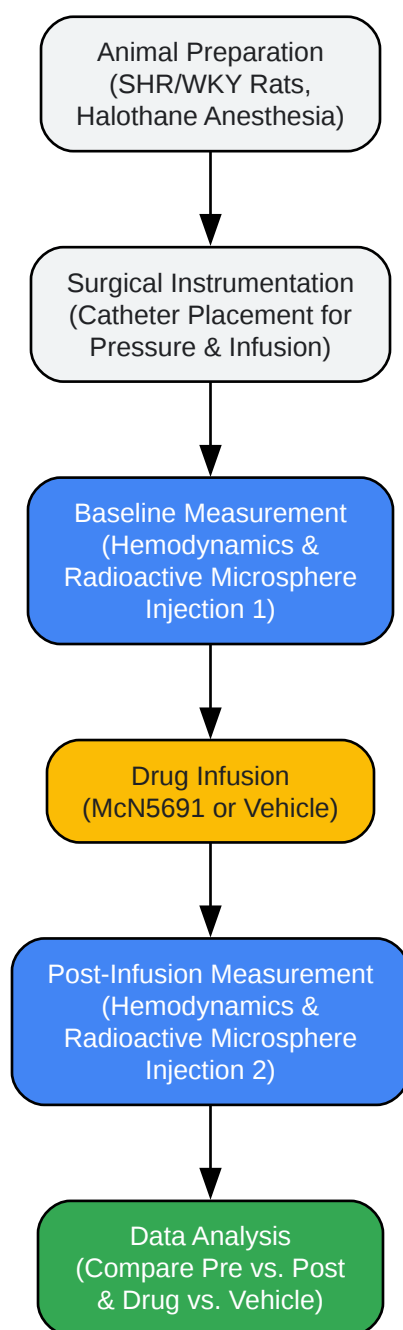 Animal Preparation
(SHR/WKY Rats,
Halothane Anesthesia)
Surgical Instrumentation
(Catheter Placement for
Pressure & Infusion)
Baseline Measurement
(Hemodynamics &
Radioactive Microsphere
Injection 1)
Drug Infusion
(McN5691 or Vehicle)
Post-Infusion Measurement
(Hemodynamics &
Radioactive Microsphere
Injection 2)
Data Analysis
(Compare Pre vs. Post
& Drug vs. Vehicle)